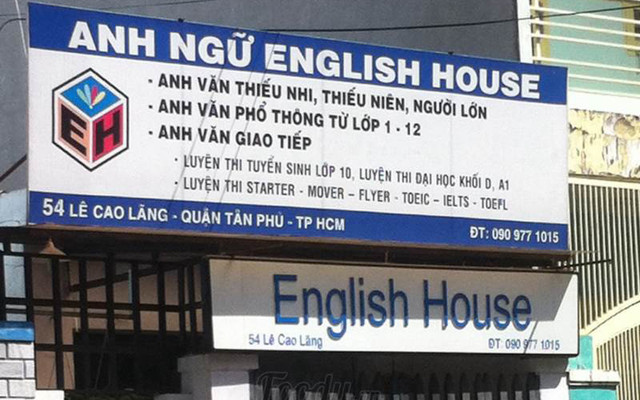 ANH NGỮ ENGLISH HOUSE
EH
- ANH VĂN THIẾU NHI, THIẾU NIÊN, NGƯỜI LỚN
- ANH VĂN PHỔ THÔNG TỪ LỚP 1 - 12
- ANH VĂN GIAO TIẾP
- LUYỆN THI TUYỂN SINH LỚP 10, LUYỆN THI ĐẠI HỌC KHỐI D, A1
- LUYỆN THI STARTER - MOVER – FLYER - TOEIC – IELTS - TOEFL
54 LÊ CAO LÃNG - QUẬN TÂN PHÚ - TP HCM ĐT: 090 977 1015
English House
54 Lê Cao Lãng ĐT: 090 977 1015
Foody